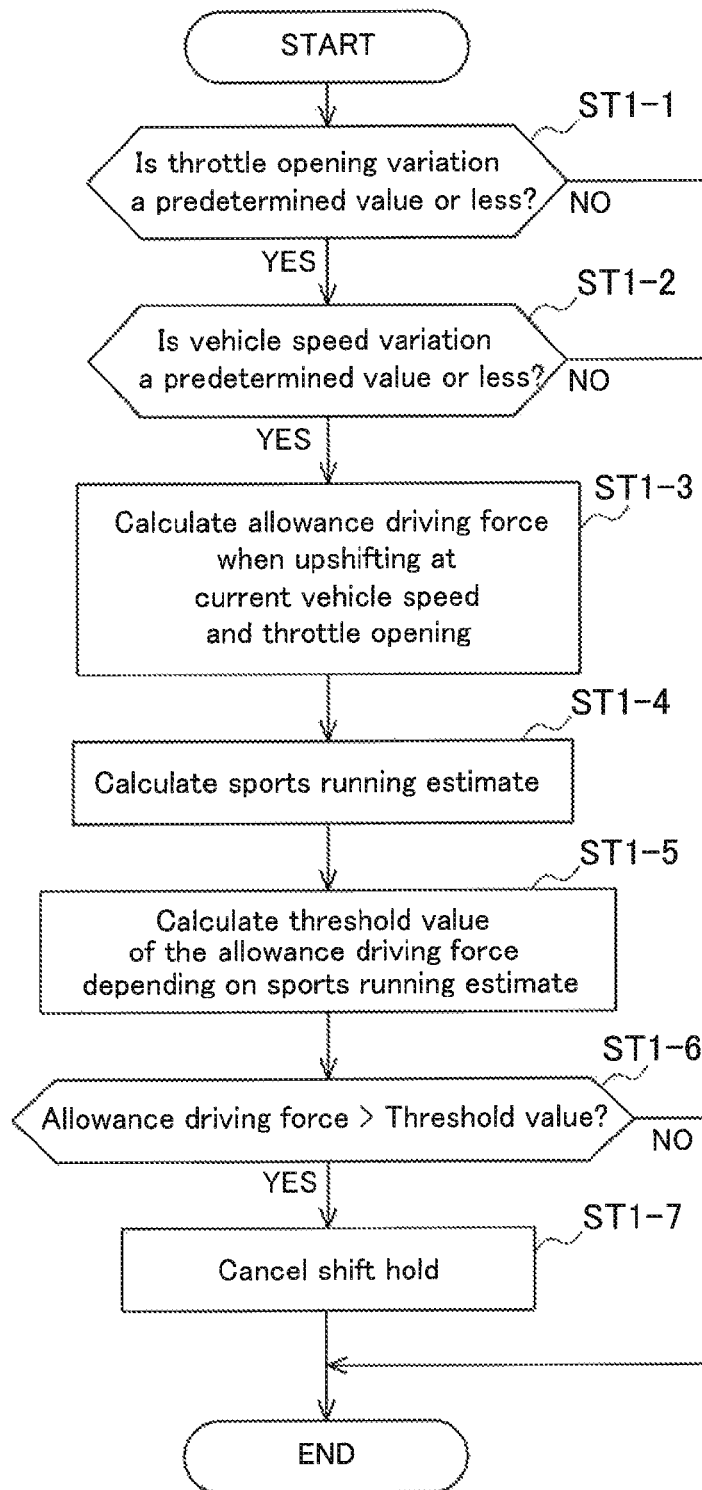 START
ST1-1
Is throttle opening variation
a predetermined value or less?
NO
YES
ST1-2
Is vehicle speed variation
a predetermined value or less?
NO
YES
ST1-3
Calculate allowance driving force
when upshifting at
current vehicle speed
and throttle opening
ST1-4
Calculate sports running estimate
ST1-5
Calculate threshold value
of the allowance driving force
depending on sports running estimate
ST1-6
Allowance driving force > Threshold value?
NO
YES
ST1-7
Cancel shift hold
END